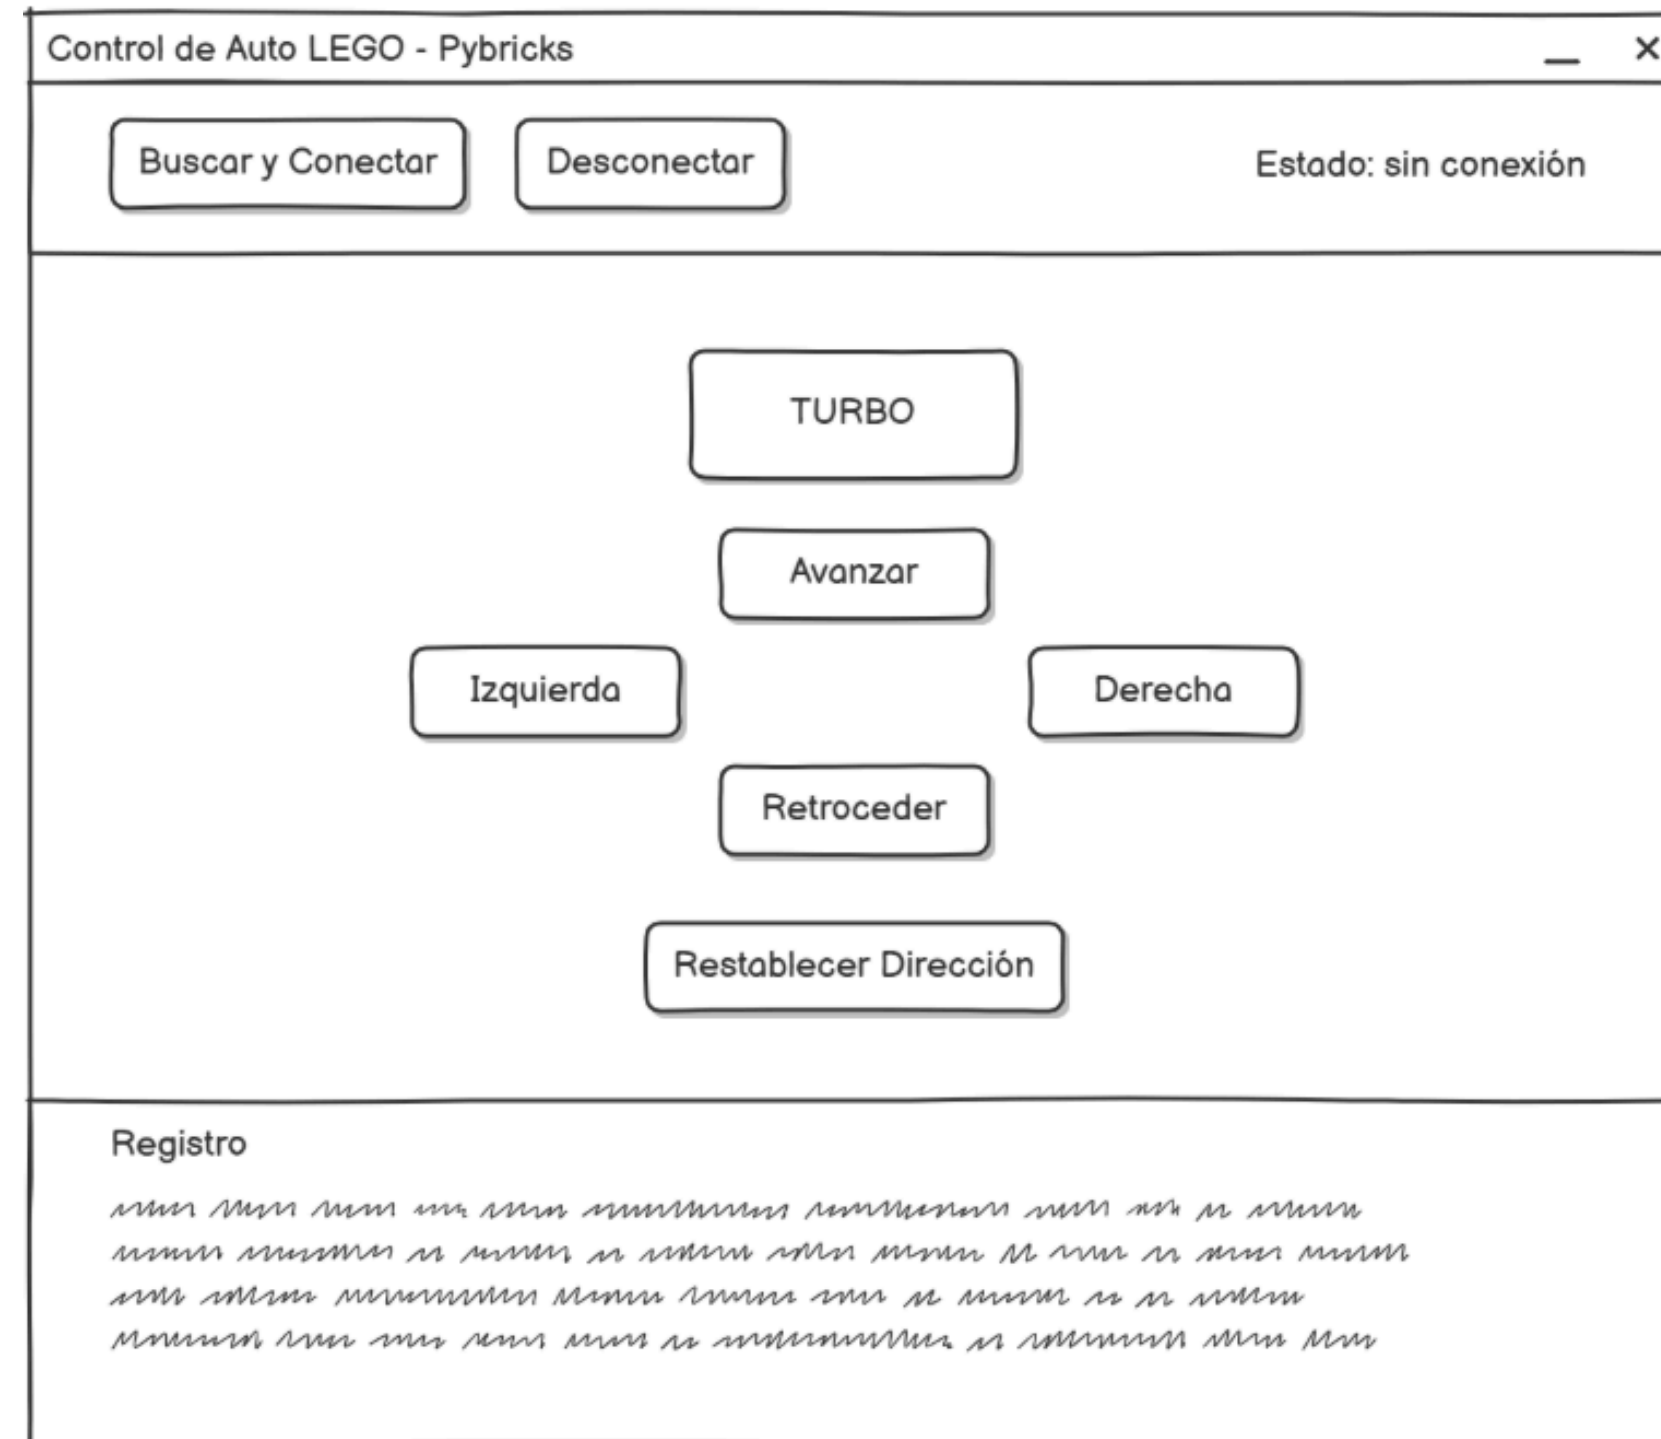 Control de Auto LEGO - Pybricks
Buscar y Conectar
Desconectar
Estado: sin conexión
TURBO
Avanzar
Izquierda
Derecha
Retroceder
Restablecer Dirección
Registro